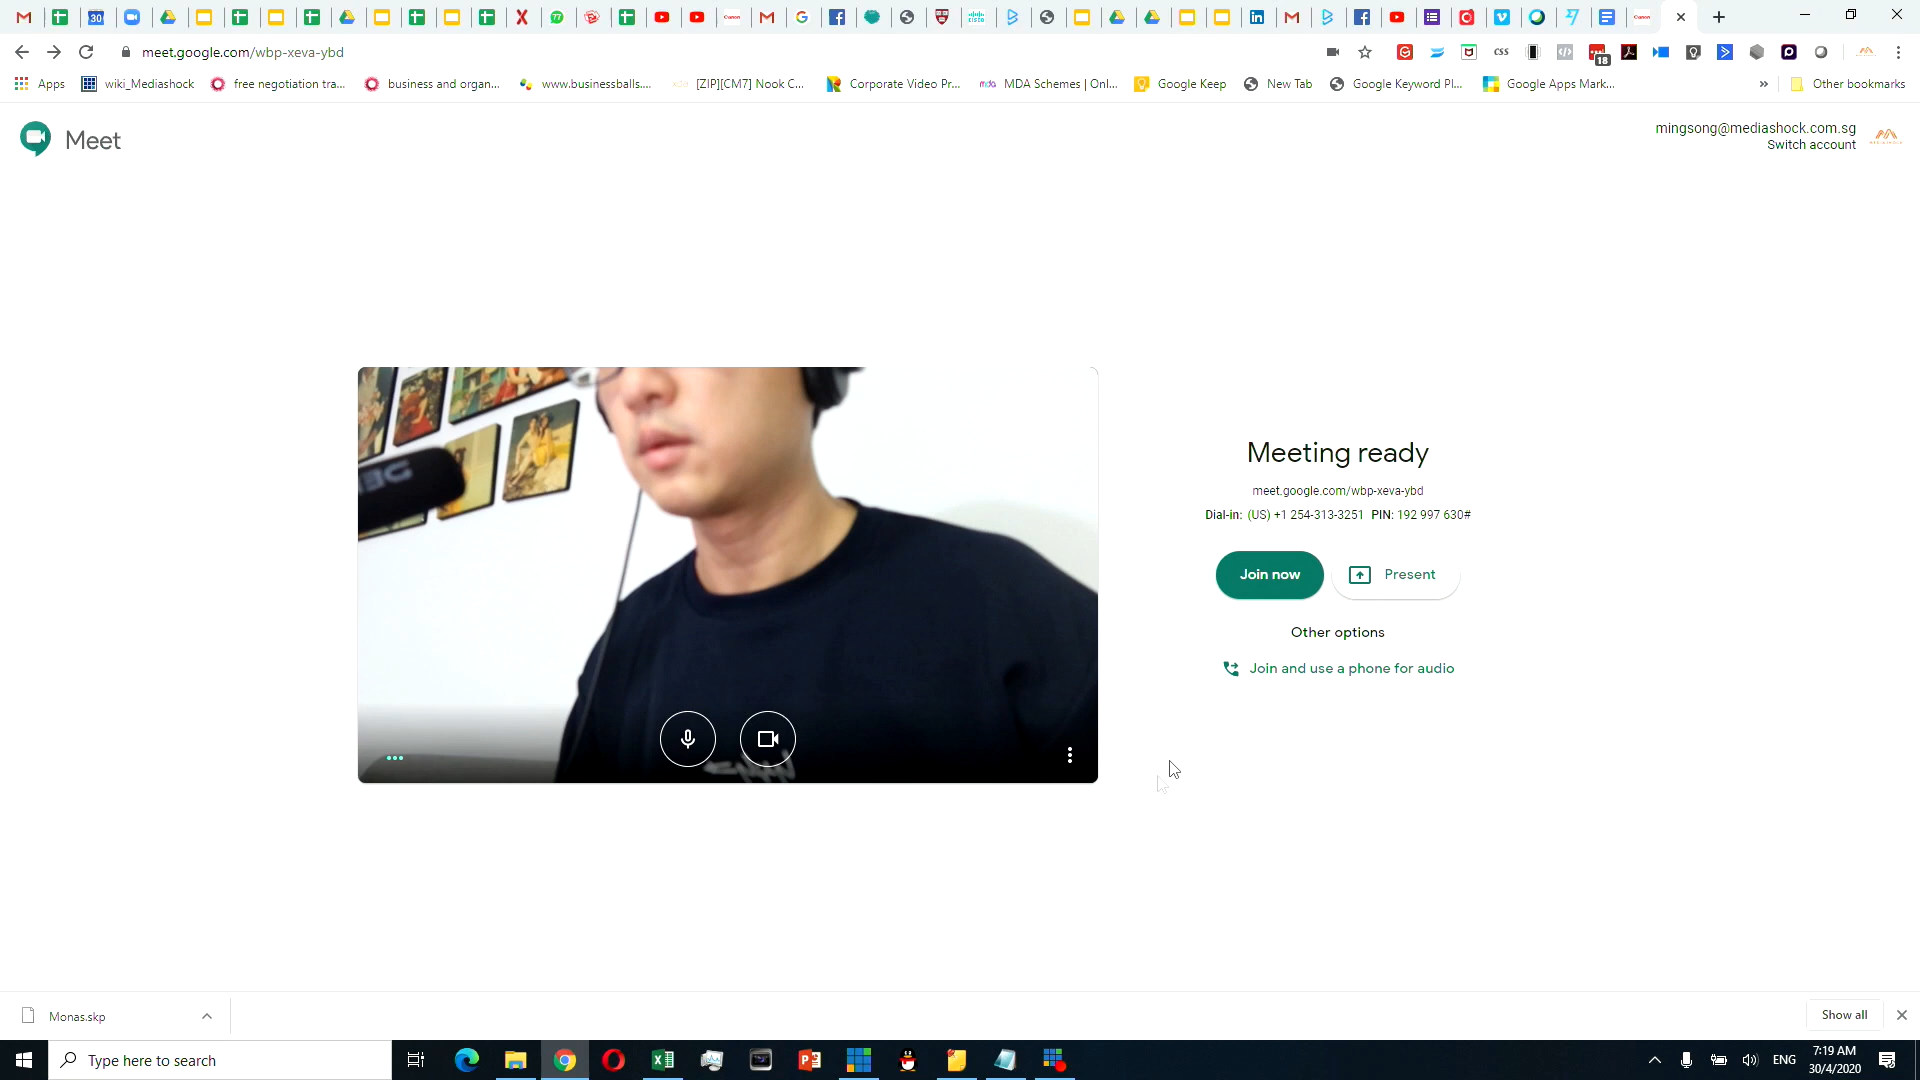 meet.google.com/wbp-xeva-ybd
18
Apps wiki_Mediashock free negotiation tra... business and organ... www.businessballs.... [ZIP][CM7] Nook C... Corporate Video Pr... MDA Schemes | Onl... Google Keep New Tab Google Keyword Pl... Google Apps Mark... » Other bookmarks
Meet
mingsong@mediashock.com.sg
Switch account
Meeting ready
meet.google.com/wbp-xeva-ybd
Dial-in: (US) +1 254-313-3251 PIN: 192 997 630#
Join now
Present
Other options
Join and use a phone for audio
Monas.skp
Show all
Type here to search
ENG
7:19 AM
30/4/2020